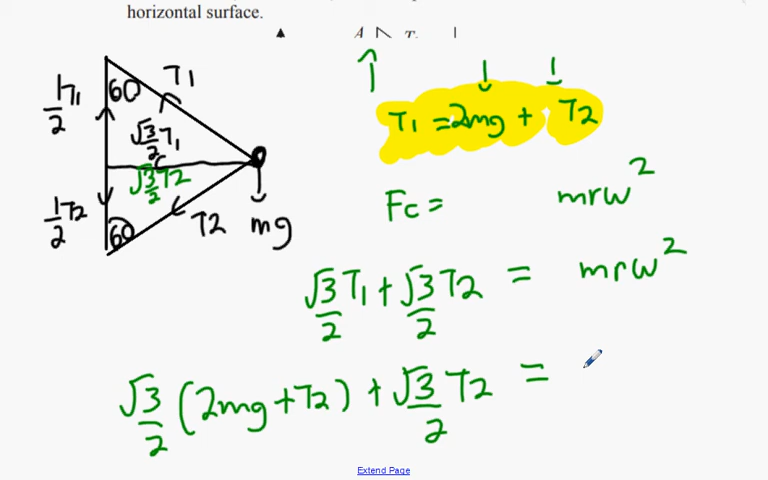 horizontal surface.
T1
60
1/2 T1
√3/2 T1
√3/2 T2
1/2 T2
60
T2
mg
T1 = 2mg + T2
Fc = mrw²
√3/2 T1 + √3/2 T2 = mrw²
√3/2 (2mg + T2) + √3/2 T2 =
Extend Page